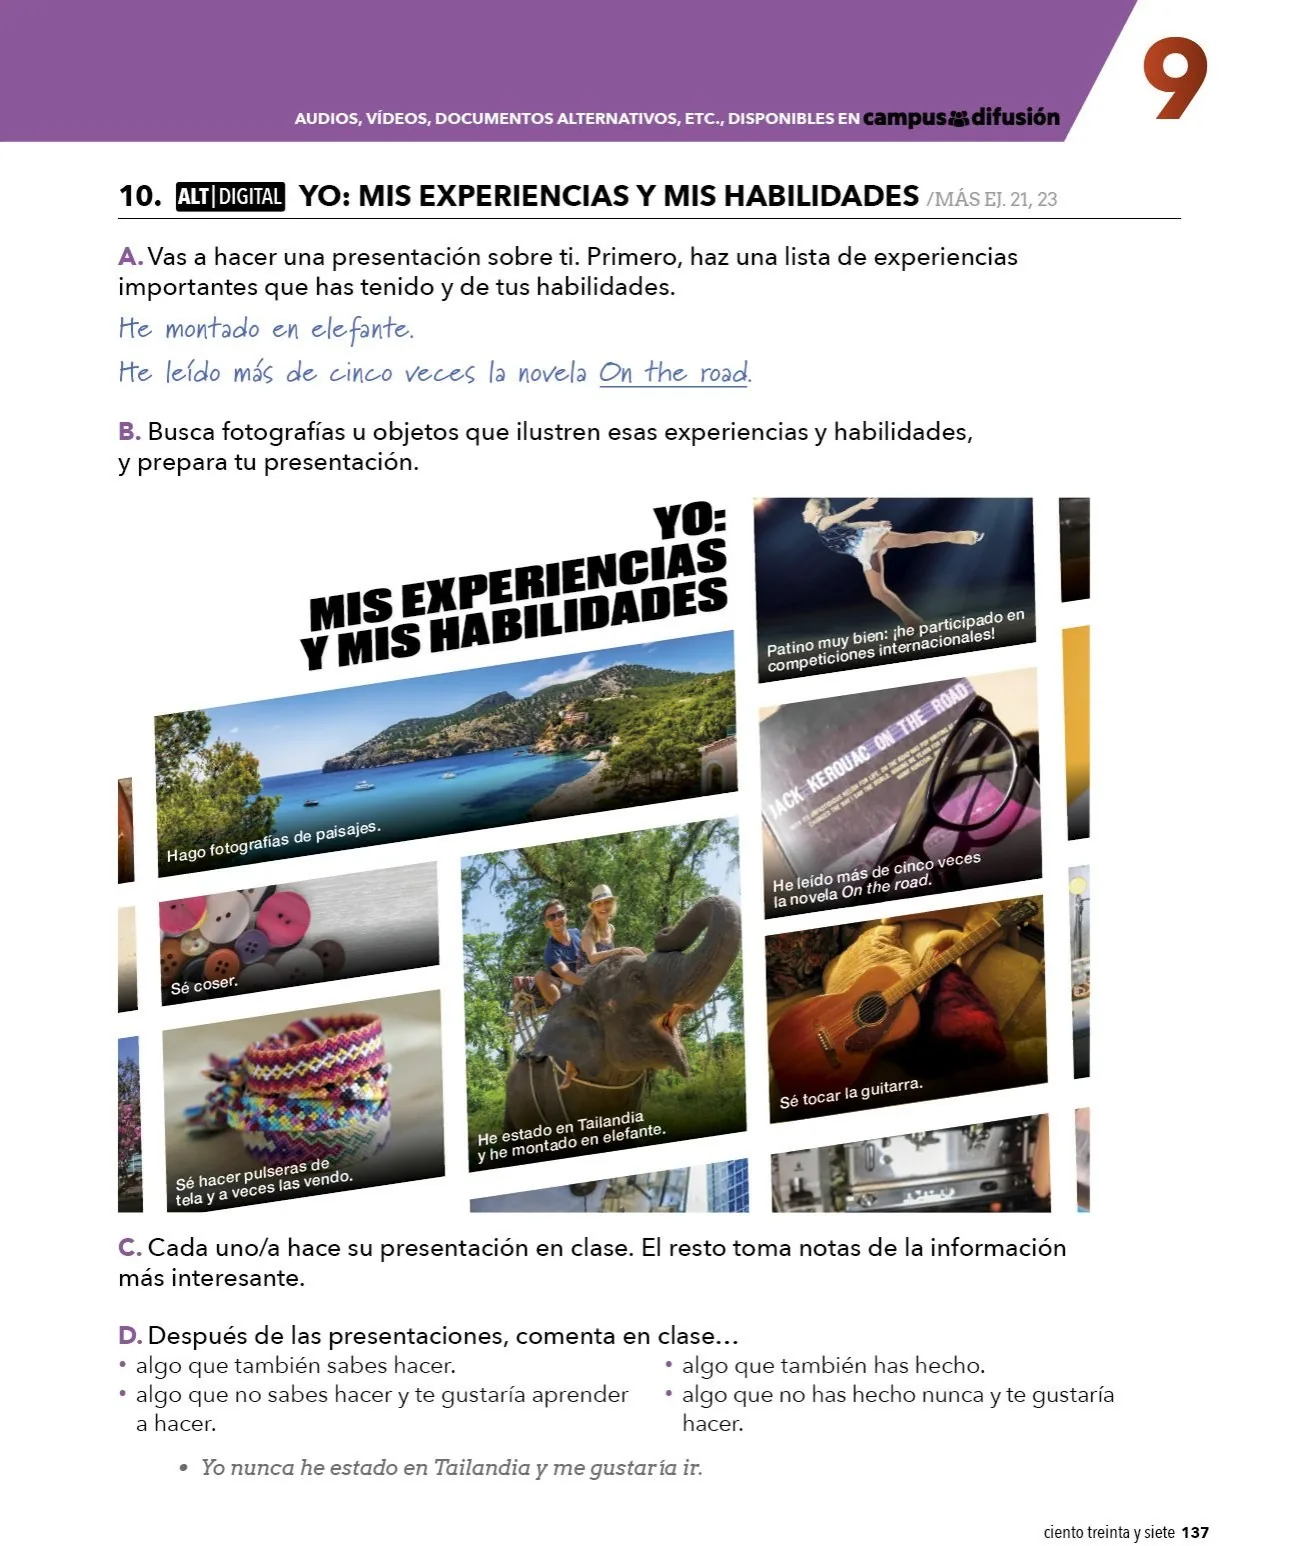 9
AUDIOS, VÍDEOS, DOCUMENTOS ALTERNATIVOS, ETC., DISPONIBLES EN campus difusión
10. ALT|DIGITAL YO: MIS EXPERIENCIAS Y MIS HABILIDADES /MÁS EJ. 21, 23
A. Vas a hacer una presentación sobre ti. Primero, haz una lista de experiencias
importantes que has tenido y de tus habilidades.
He montado en elefante.
He leído más de cinco veces la novela On the road.
B. Busca fotografías u objetos que ilustren esas experiencias y habilidades,
y prepara tu presentación.
YO:
MIS EXPERIENCIAS
Y MIS HABILIDADES
Patino muy bien: ¡he participado en
competiciones internacionales!
Hago fotografías de paisajes.
JACK KEROUAC ON THE ROAD
He leído más de cinco veces
la novela On the road.
Sé coser.
Sé hacer pulseras de
tela y a veces las vendo.
He estado en Tailandia
y he montado en elefante.
Sé tocar la guitarra.
C. Cada uno/a hace su presentación en clase. El resto toma notas de la información
más interesante.
D. Después de las presentaciones, comenta en clase…
• algo que también sabes hacer.
• algo que no sabes hacer y te gustaría aprender
a hacer.
• algo que también has hecho.
• algo que no has hecho nunca y te gustaría
hacer.
• Yo nunca he estado en Tailandia y me gustaría ir.
ciento treinta y siete 137